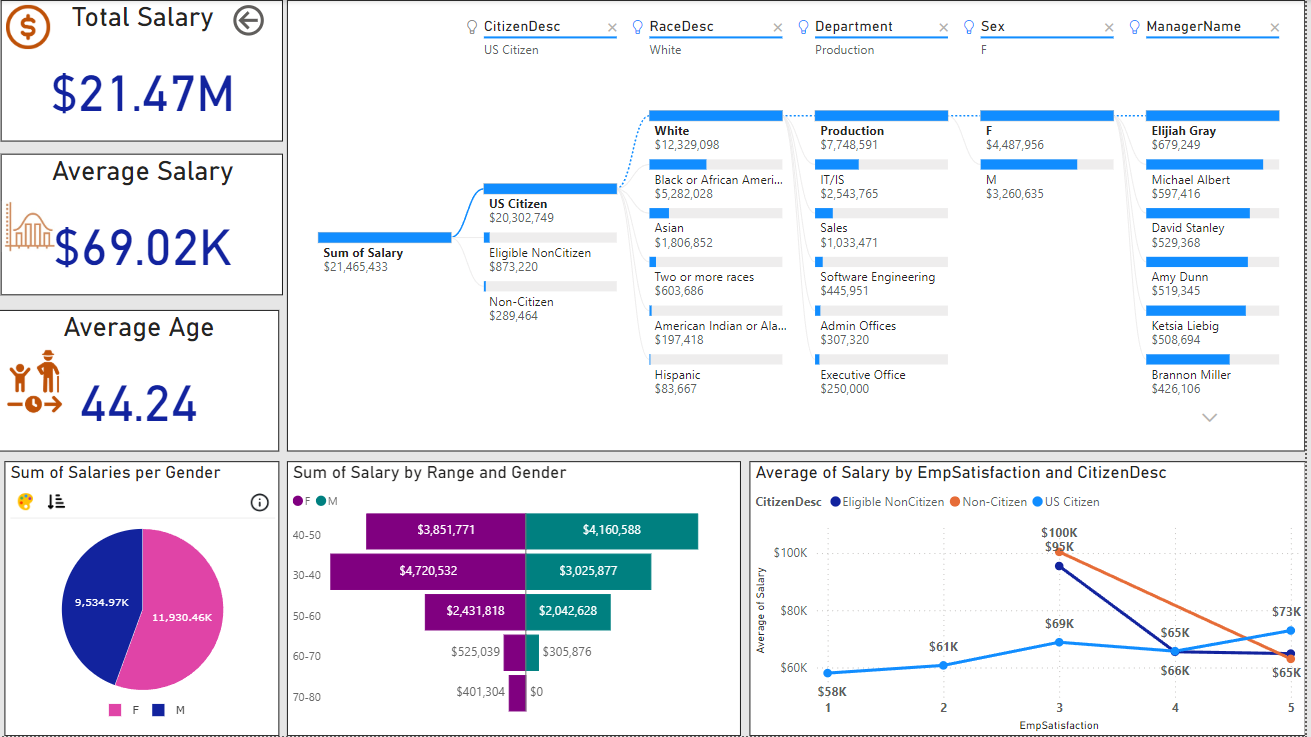 Total Salary
$21.47M
Average Salary
$69.02K
Average Age
44.24
CitizenDesc
US Citizen
RaceDesc
White
Department
Production
Sex
F
ManagerName
Sum of Salary
$21,465,433
US Citizen
$20,302,749
Eligible NonCitizen
$873,220
Non-Citizen
$289,464
White
$12,329,098
Black or African Ameri...
$5,282,028
Asian
$1,806,852
Two or more races
$603,686
American Indian or Ala...
$197,418
Hispanic
$83,667
Production
$7,748,591
IT/IS
$2,543,765
Sales
$1,033,471
Software Engineering
$445,951
Admin Offices
$307,320
Executive Office
$250,000
F
$4,487,956
M
$3,260,635
Elijiah Gray
$679,249
Michael Albert
$597,416
David Stanley
$529,368
Amy Dunn
$519,345
Ketsia Liebig
$508,694
Brannon Miller
$426,106
Sum of Salaries per Gender
9,534.97K
11,930.46K
F M
Sum of Salary by Range and Gender
F M
40-50 $3,851,771 $4,160,588
30-40 $4,720,532 $3,025,877
50-60 $2,431,818 $2,042,628
60-70 $525,039 $305,876
70-80 $401,304 $0
Average of Salary by EmpSatisfaction and CitizenDesc
CitizenDesc Eligible NonCitizen Non-Citizen US Citizen
Average of Salary
$100K
$80K
$60K
$100K
$95K
$58K
$61K
$69K
$65K
$66K
$73K
$65K
1 2 3 4 5
EmpSatisfaction